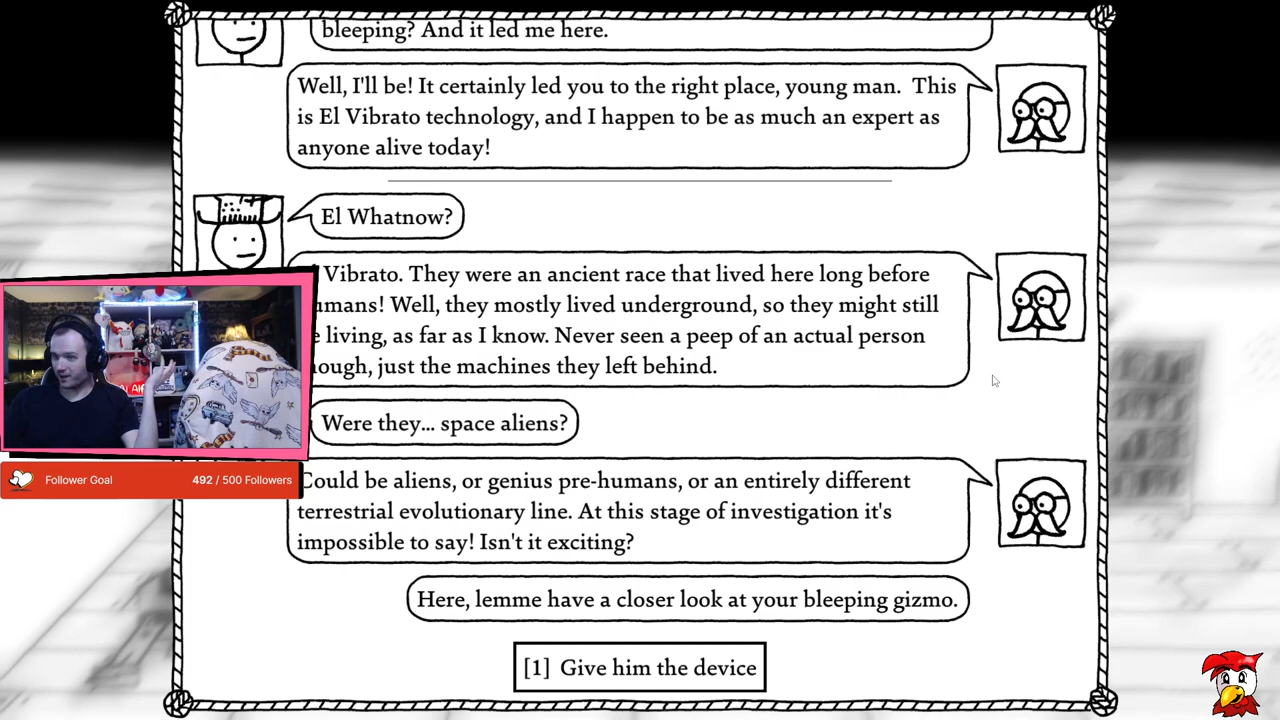 bleeping? And it led me here.
Well, I'll be! It certainly led you to the right place, young man. This
is El Vibrato technology, and I happen to be as much an expert as
anyone alive today!
El Whatnow?
Vibrato. They were an ancient race that lived here long before
umans! Well, they mostly lived underground, so they might still
living, as far as I know. Never seen a peep of an actual person
hough, just the machines they left behind.
Were they... space aliens?
Could be aliens, or genius pre-humans, or an entirely different
terrestrial evolutionary line. At this stage of investigation it's
impossible to say! Isn't it exciting?
Here, lemme have a closer look at your bleeping gizmo.
[1] Give him the device
Follower Goal 492 / 500 Followers